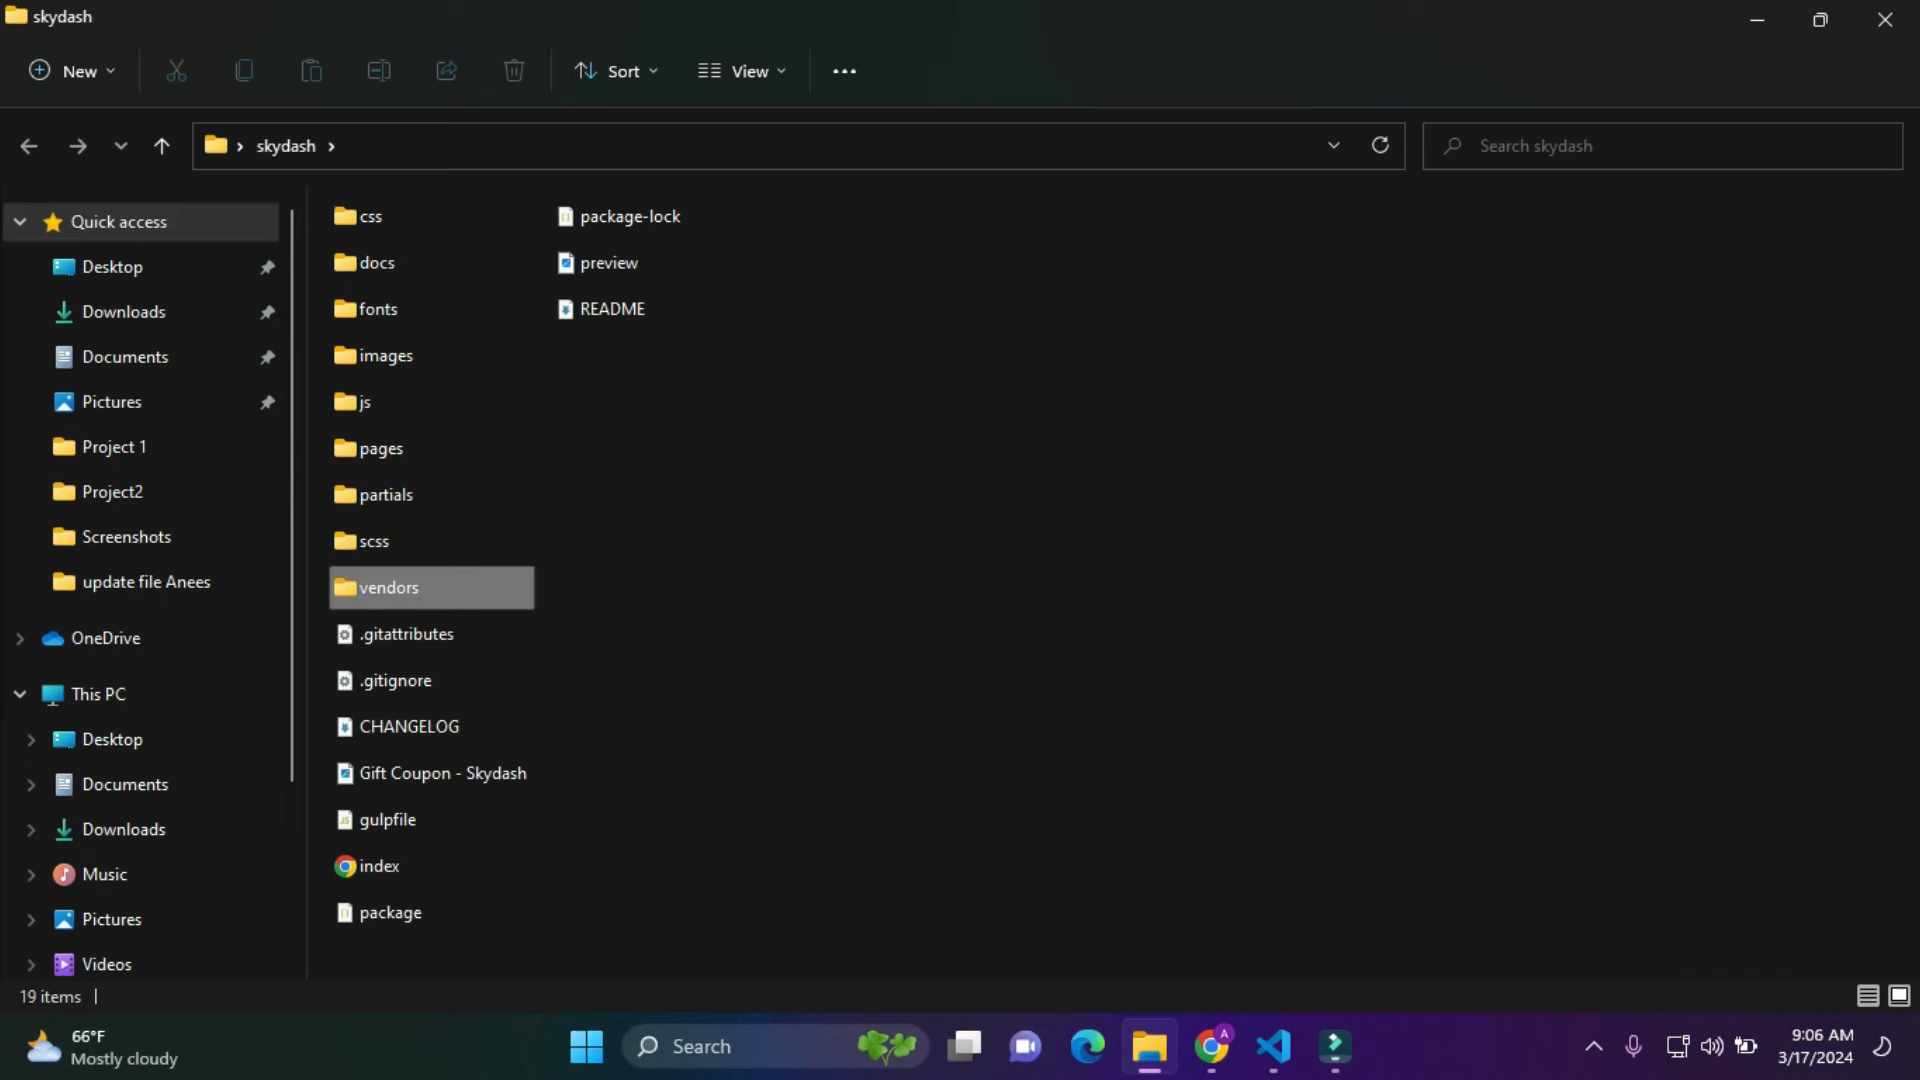 skydash
New
Sort
View
skydash
Search skydash
Quick access
Desktop
Downloads
Documents
Pictures
Project 1
Project2
Screenshots
update file Anees
OneDrive
This PC
Desktop
Documents
Downloads
Music
Pictures
Videos
css
docs
fonts
images
js
pages
partials
scss
vendors
.gitattributes
.gitignore
CHANGELOG
Gift Coupon - Skydash
gulpfile
index
package
package-lock
preview
README
19 items
66°F
Mostly cloudy
Search
A
9:06 AM
3/17/2024